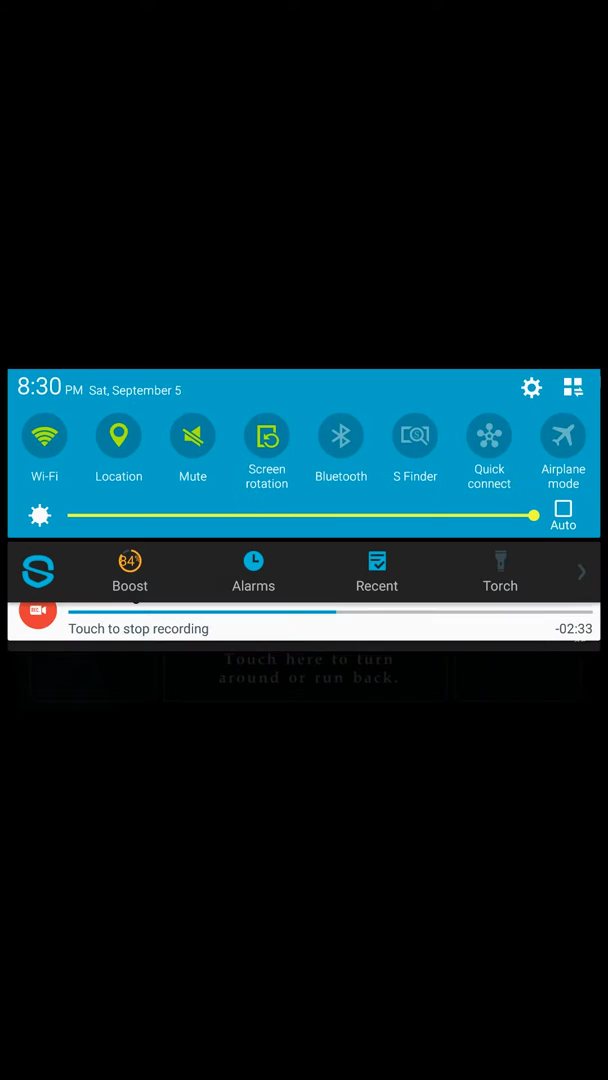 8:30 PM Sat, September 5
Wi-Fi
Location
Mute
Screen
rotation
Bluetooth
S Finder
Quick
connect
Airplane
mode
Auto
84%
Boost
Alarms
Recent
Torch
REC
Touch to stop recording
-02:33
Touch here to turn
around or run back.